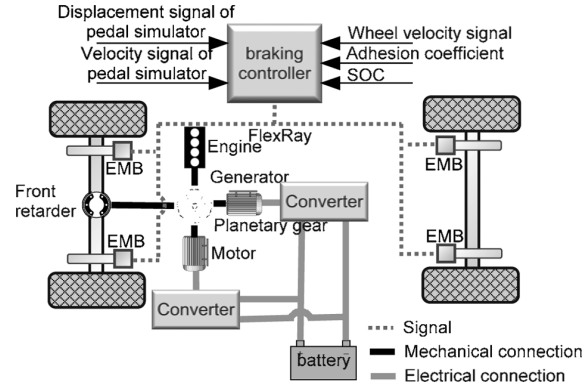 Displacement signal of
pedal simulator
Velocity signal of
pedal simulator
braking
controller
Wheel velocity signal
Adhesion coefficient
SOC
FlexRay
Engine
EMB
EMB
Generator
Front
retarder
Converter
Planetary gear
Motor
EMB
EMB
Converter
battery
Signal
Mechanical connection
Electrical connection